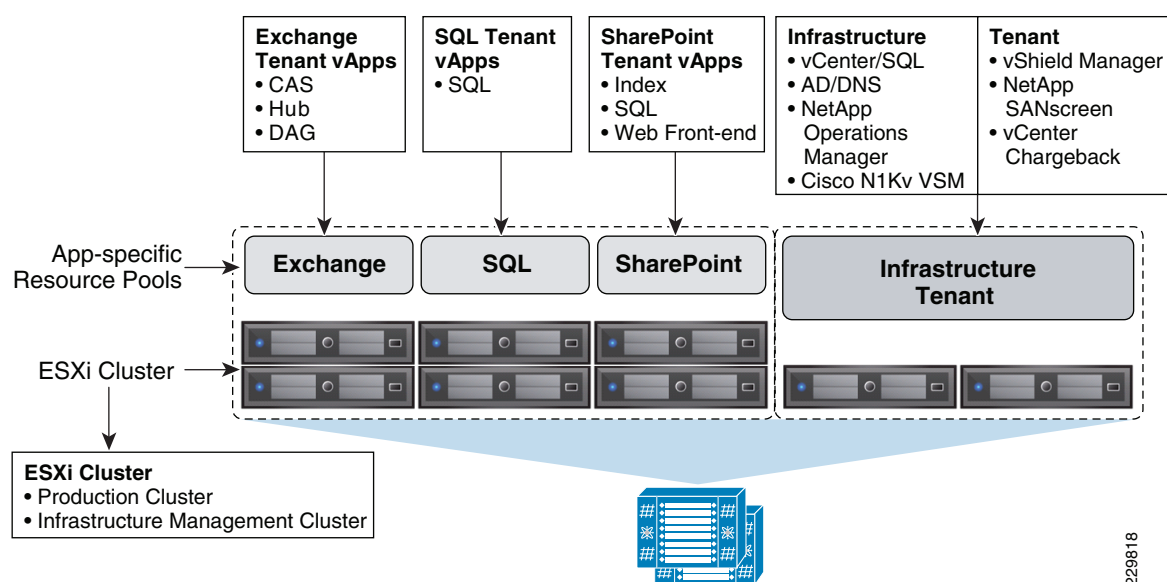 Exchange
Tenant vApps
• CAS
• Hub
• DAG
SQL Tenant
vApps
• SQL
SharePoint
Tenant vApps
• Index
• SQL
• Web Front-end
Infrastructure
• vCenter/SQL
• AD/DNS
• NetApp
Operations
Manager
• Cisco N1Kv VSM
Tenant
• vShield Manager
• NetApp
SANscreen
• vCenter
Chargeback
App-specific
Resource Pools
Exchange
SQL
SharePoint
Infrastructure
Tenant
ESXi Cluster
ESXi Cluster
• Production Cluster
• Infrastructure Management Cluster
229818